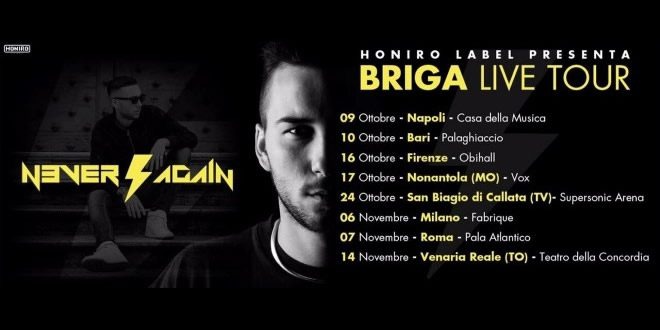 HONIRO
N3VER AGAIN
HONIRO LABEL PRESENTA
BRIGA LIVE TOUR
09 Ottobre - Napoli - Casa della Musica
10 Ottobre - Bari - Palaghiaccio
16 Ottobre - Firenze - Obihall
17 Ottobre - Nonantola (MO) - Vox
24 Ottobre - San Biagio di Callata (TV)- Supersonic Arena
06 Novembre - Milano - Fabrique
07 Novembre - Roma - Pala Atlantico
14 Novembre - Venaria Reale (TO) - Teatro della Concordia